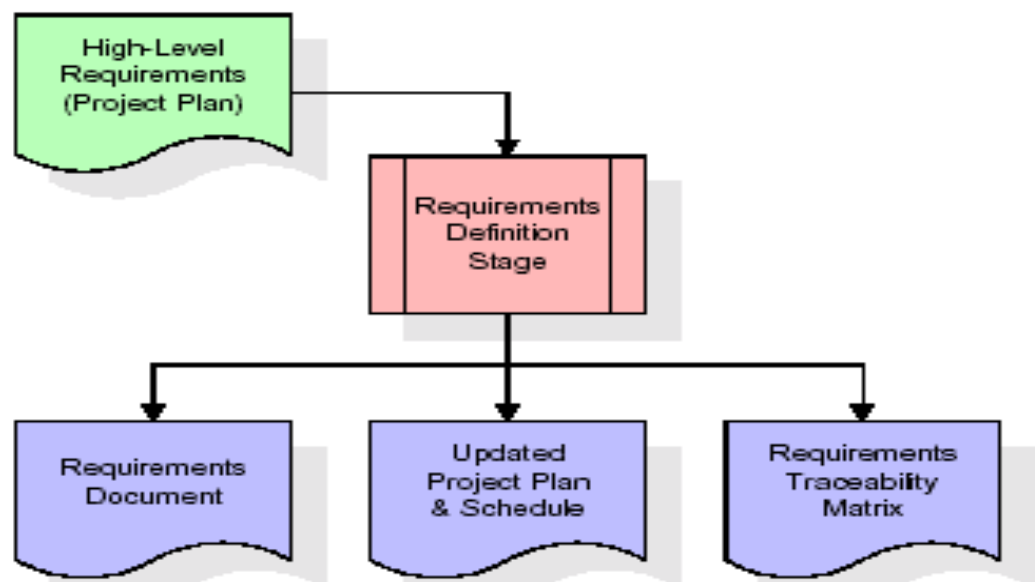 High-Level
Requirements
(Project Plan)
Requirements
Definition
Stage
Requirements
Document
Updated
Project Plan
& Schedule
Requirements
Traceability
Matrix